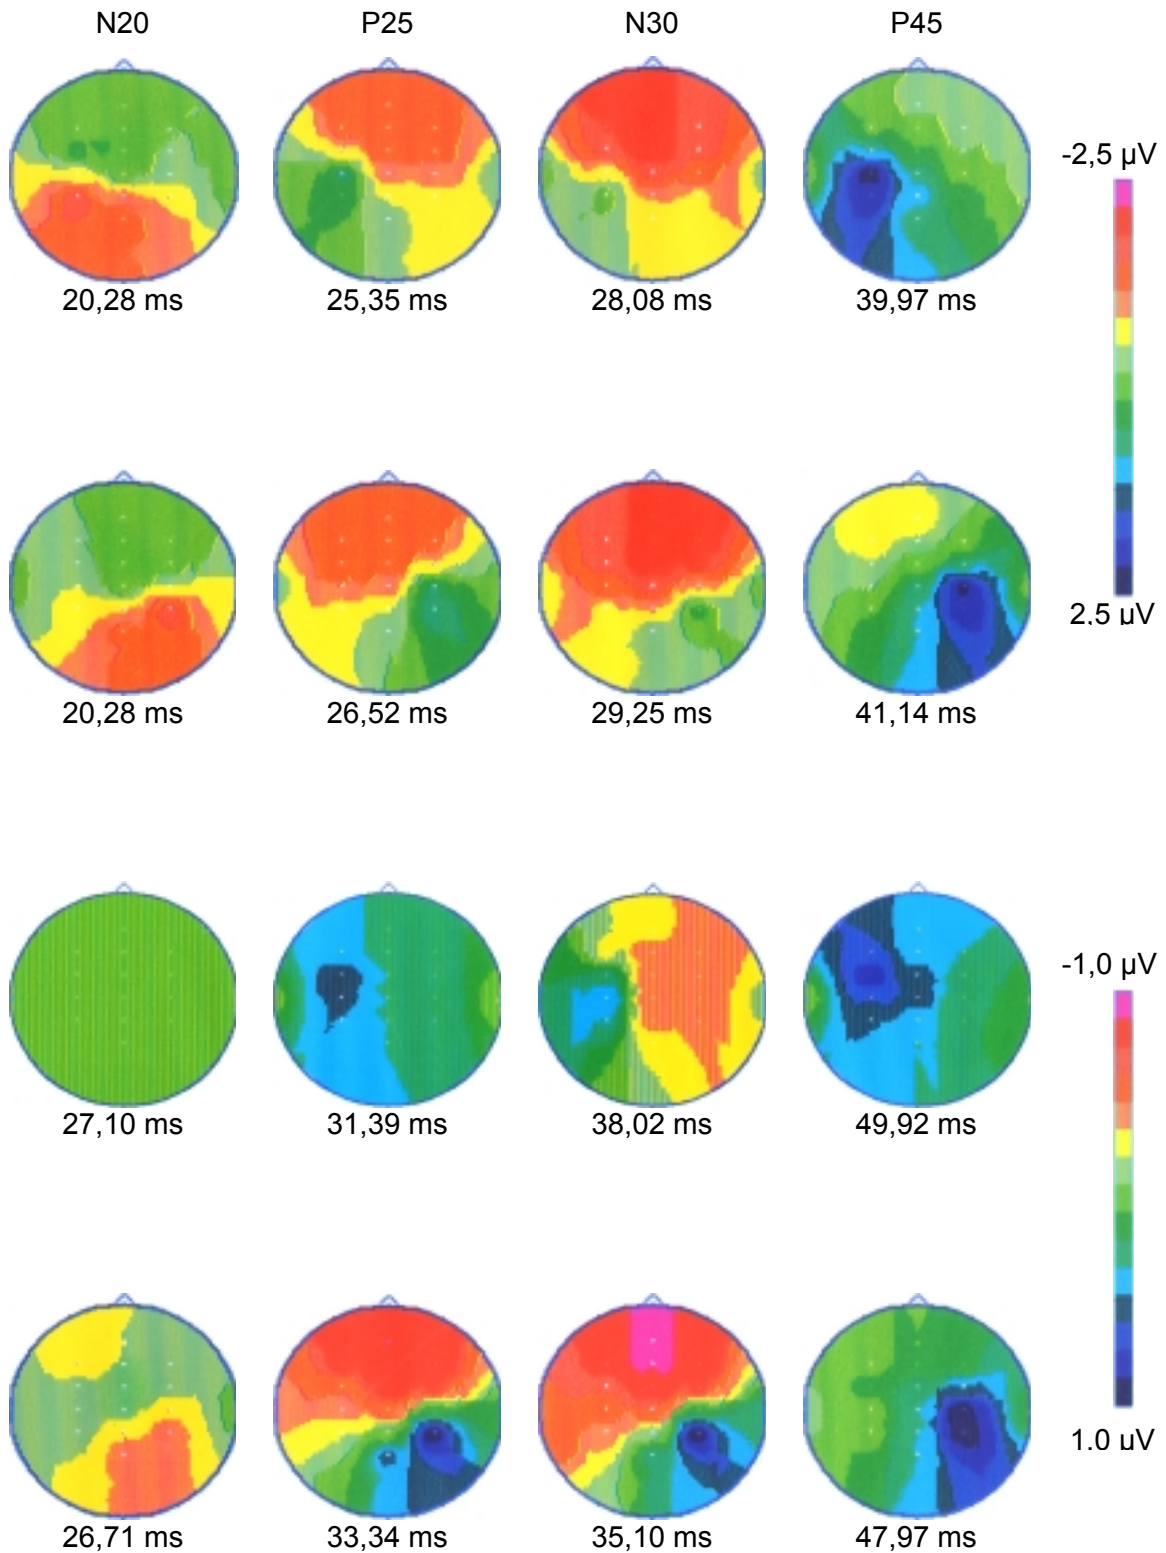 N20 P25 N30 P45
-2,5 µV
20,28 ms 25,35 ms 28,08 ms 39,97 ms
2.5 µV
20,28 ms 26,52 ms 29,25 ms 41,14 ms
-1,0 µV
27,10 ms 31,39 ms 38,02 ms 49,92 ms
1.0 µV
26,71 ms 33,34 ms 35,10 ms 47,97 ms